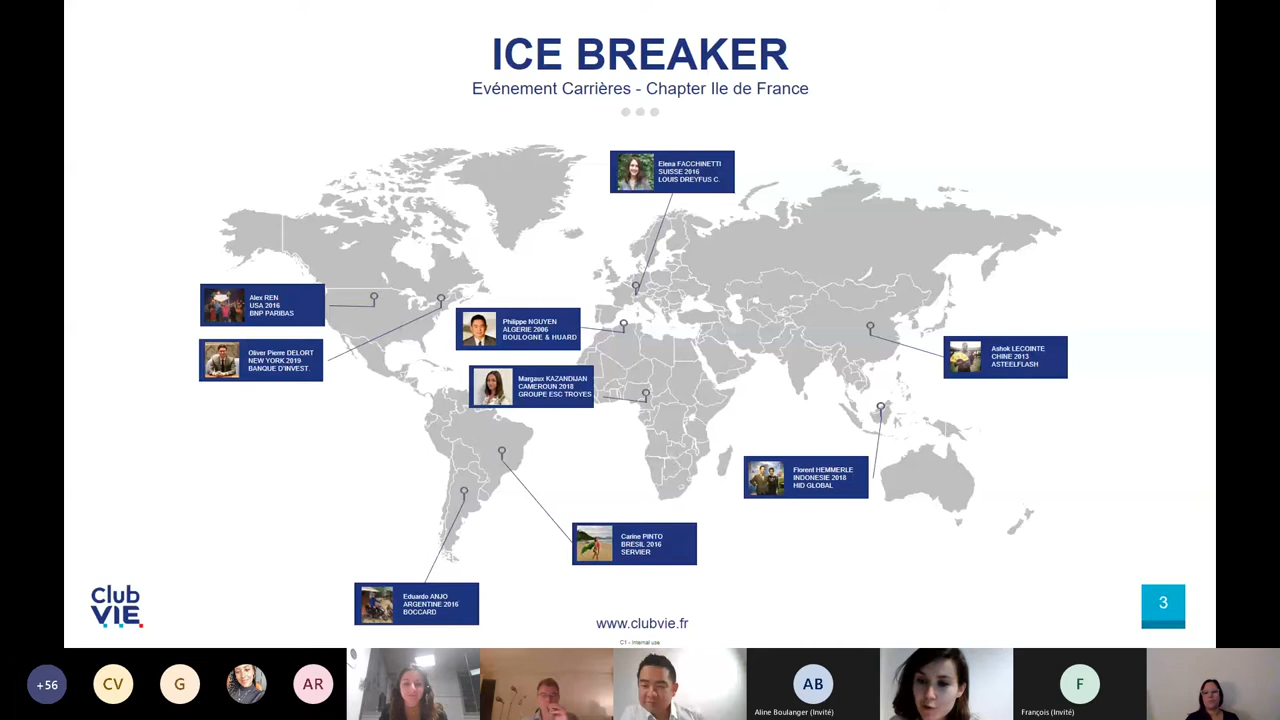 ICE BREAKER
Evénement Carrières - Chapter Ile de France
Elena FACCHINETTI
SUISSE 2016
LOUIS DREYFUS C.
Alex REN
USA 2016
BNP PARIBAS
Philippe NGUYEN
ALGERIE 2006
BOULOGNE & HUARD
Oliver Pierre DELORT
NEW YORK 2019
BANQUE D'INVEST.
Ashok LECOINTE
CHINE 2013
ASTEELFLASH
Margaux KAZANDIJAN
CAMEROUN 2018
GROUPE ESC TROYES
Florent HEMMERLE
INDONESIE 2018
HID GLOBAL
Carine PINTO
BRESIL 2016
SERVIER
Eduardo ANJO
ARGENTINE 2016
BOCCARD
Club
VIE
www.clubvie.fr
3
C1 - Internal use
+56
CV
G
AR
AB
Aline Boulanger (Invité)
F
François (Invité)